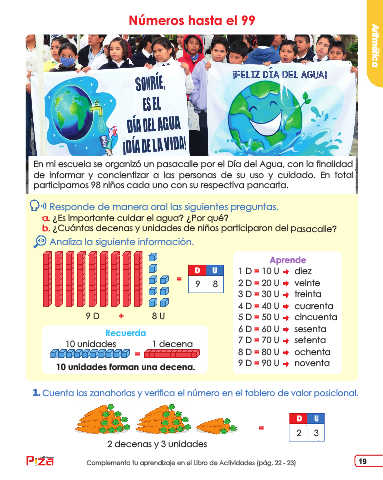 Números hasta el 99
Aritmética
SONRÍE,
ES EL
DÍA DEL AGUA
¡DÍA DE LA VIDA!
¡FELIZ DÍA DEL AGUA!
En mi escuela se organizó un pasacalle por el Día del Agua, con la finalidad
de informar y concientizar a las personas de su uso y cuidado. En total
participamos 98 niños cada uno con su respectiva pancarta.
Responde de manera oral las siguientes preguntas.
a. ¿Es importante cuidar el agua? ¿Por qué?
b. ¿Cuántas decenas y unidades de niños participaron del pasacalle?
Analiza la siguiente información.
= D U
9 8
9 D + 8 U
Recuerda
10 unidades 1 decena
=
10 unidades forman una decena.
Aprende
1 D = 10 U → diez
2 D = 20 U → veinte
3 D = 30 U → treinta
4 D = 40 U → cuarenta
5 D = 50 U → cincuenta
6 D = 60 U → sesenta
7 D = 70 U → setenta
8 D = 80 U → ochenta
9 D = 90 U → noventa
1. Cuenta las zanahorias y verifica el número en el tablero de valor posicional.
= D U
2 3
2 decenas y 3 unidades
Piza
Complementa tu aprendizaje en el Libro de Actividades (pág. 22 - 23)
19